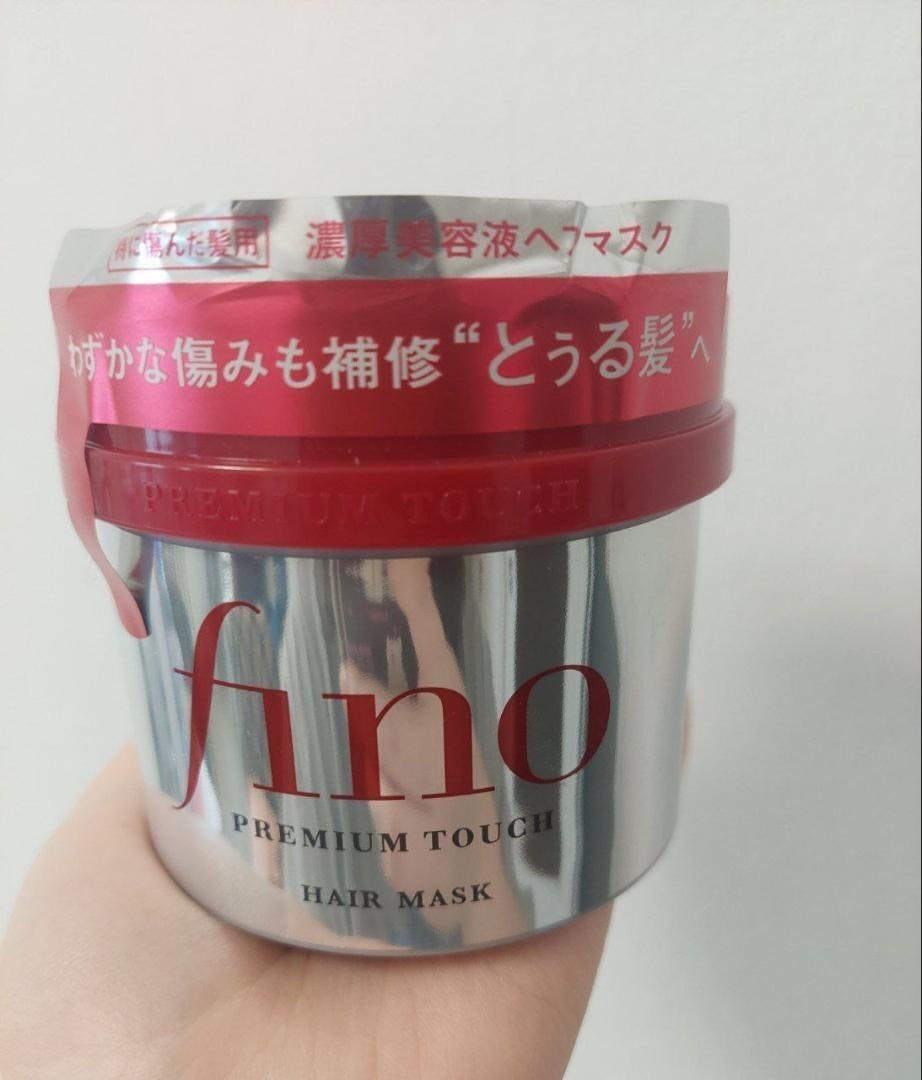 特に傷んだ髪用 濃厚美容液ヘアマスク
わずかな傷みも補修“とぅる髪”へ
PREMIUM TOUCH
fino
PREMIUM TOUCH
HAIR MASK